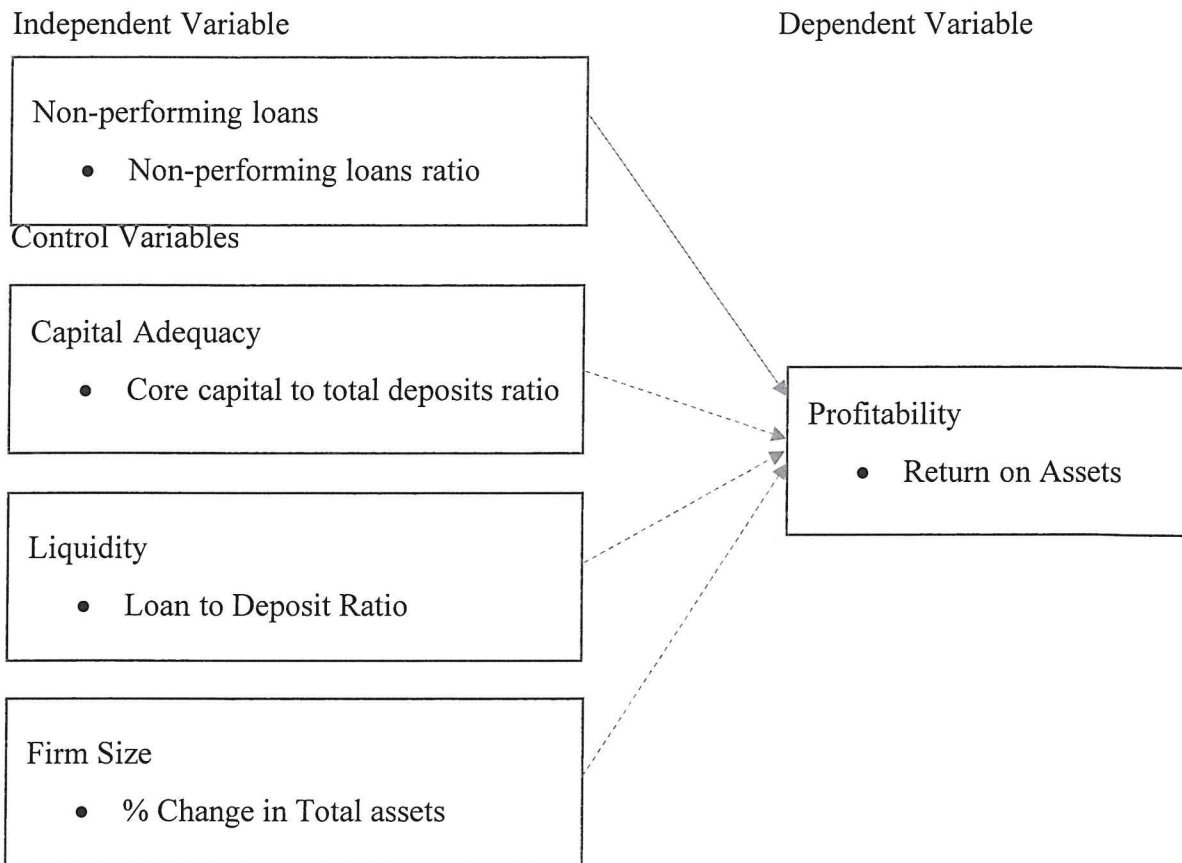 Independent Variable
Dependent Variable
Non-performing loans
• Non-performing loans ratio
Control Variables
Capital Adequacy
• Core capital to total deposits ratio
Profitability
• Return on Assets
Liquidity
• Loan to Deposit Ratio
Firm Size
• % Change in Total assets